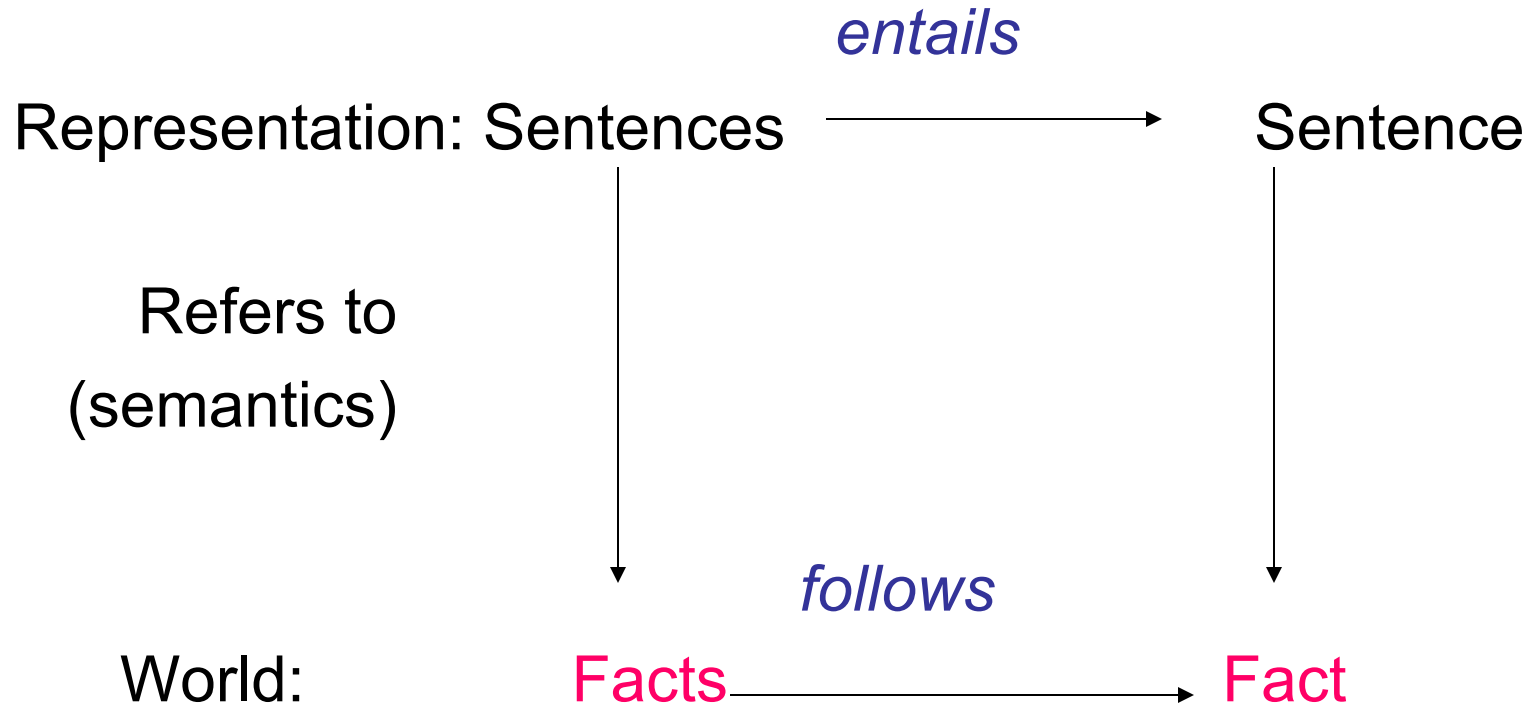 entails
Representation: Sentences Sentence
Refers to
(semantics)
follows
World: Facts Fact